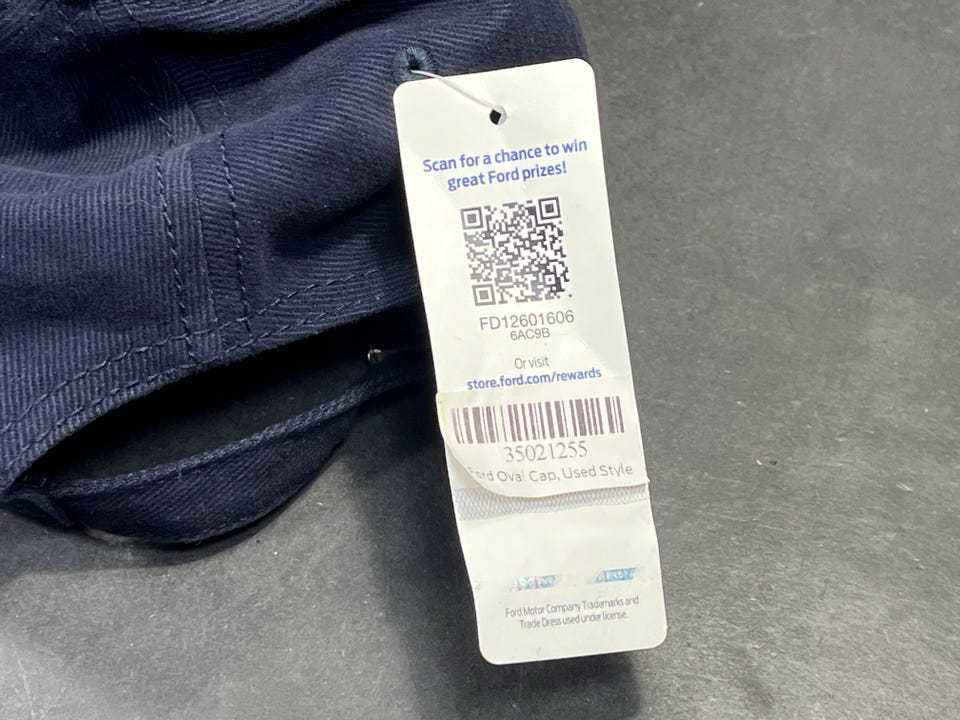 Scan for a chance to win
great Ford prizes!
FD12601606
6AC9B
Or visit
store.ford.com/rewards
35021255
Ford Oval Cap, Used Style
Ford Motor Company Trademarks and
Trade Dress used under license.